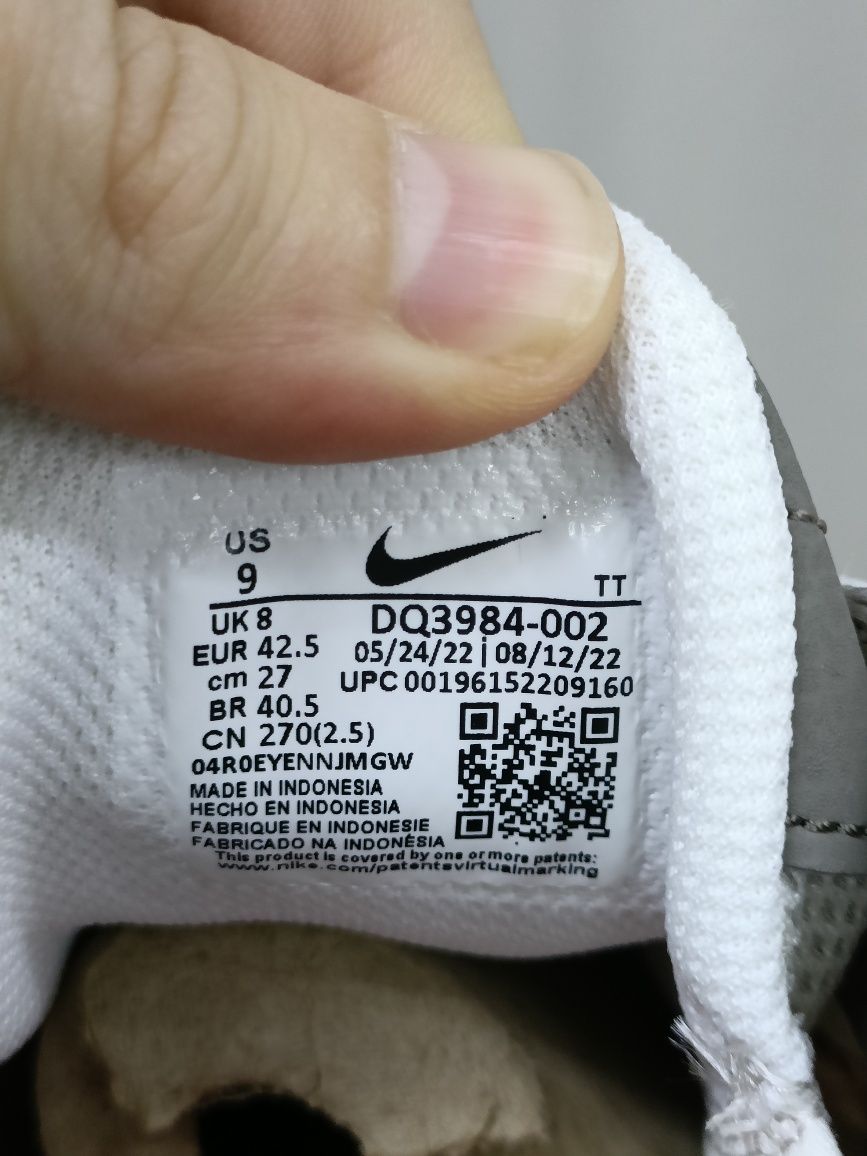 US
9
TT
UK 8
DQ3984-002
EUR 42.5
05/24/22 | 08/12/22
cm 27
UPC 00196152209160
BR 40.5
CN 270(2.5)
04R0EYENNJMGW
MADE IN INDONESIA
HECHO EN INDONESIA
FABRIQUE EN INDONESIE
FABRICADO NA INDONÉSIA
This product is covered by one or more patents:
www.nike.com/patentsvirtualmarking